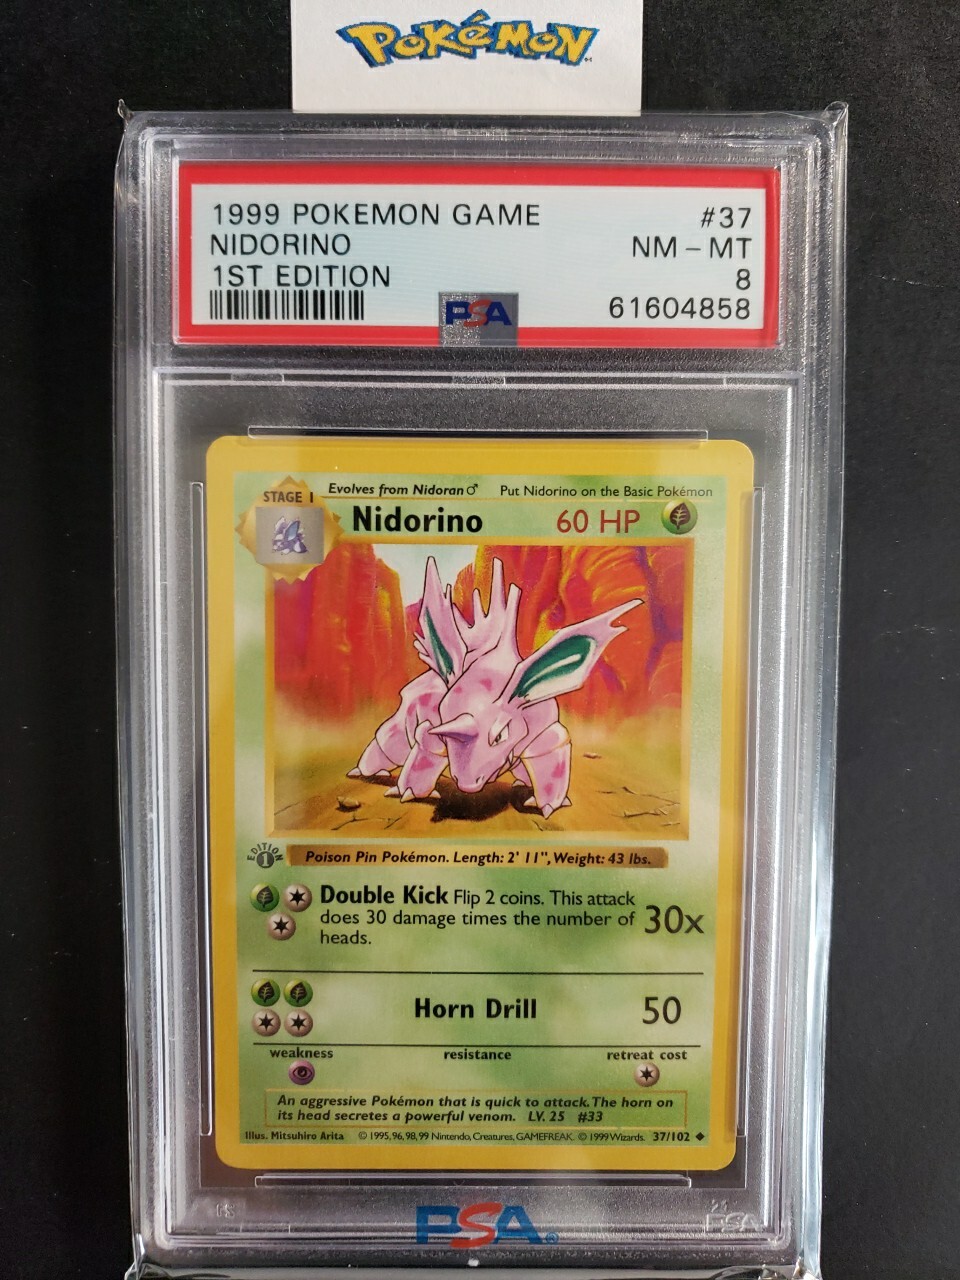 POKÉMON
1999 POKEMON GAME #37
NIDORINO NM - MT
1ST EDITION 8
PSA 61604858
STAGE 1 Evolves from Nidoran♂ Put Nidorino on the Basic Pokémon
Nidorino 60 HP
EDITION 1
Poison Pin Pokémon. Length: 2' 11", Weight: 43 lbs.
Double Kick Flip 2 coins. This attack
does 30 damage times the number of 30x
heads.
Horn Drill 50
weakness resistance retreat cost
An aggressive Pokémon that is quick to attack. The horn on
its head secretes a powerful venom. LV. 25 #33
Illus. Mitsuhiro Arita © 1995, 96, 98, 99 Nintendo, Creatures, GAMEFREAK. © 1999 Wizards. 37/102 ◆
PSA®
PSA